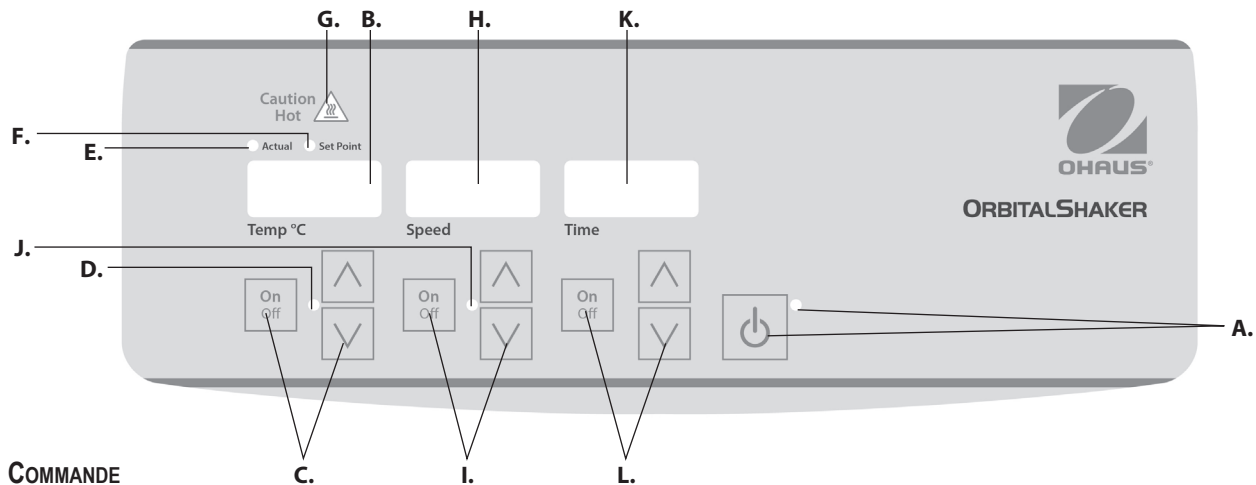 G. B. H. K.
Caution
Hot
F.
E. Actual Set Point
OHAUS®
ORBITALSHAKER
Temp °C Speed Time
J.
D.
On
Off
On
Off
On
Off
A.
COMMANDE C. I. L.